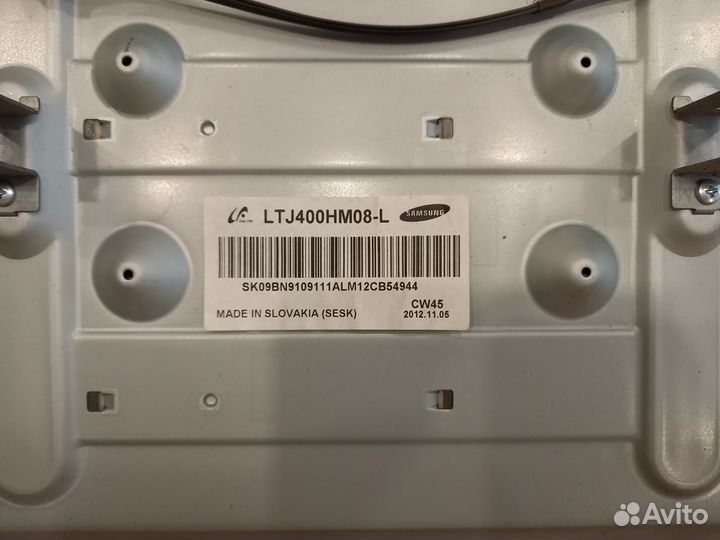 LTJ400HM08-L SAMSUNG
SK09BN9109111ALM12CB54944
CW45
MADE IN SLOVAKIA (SESK) 2012.11.05
Avito